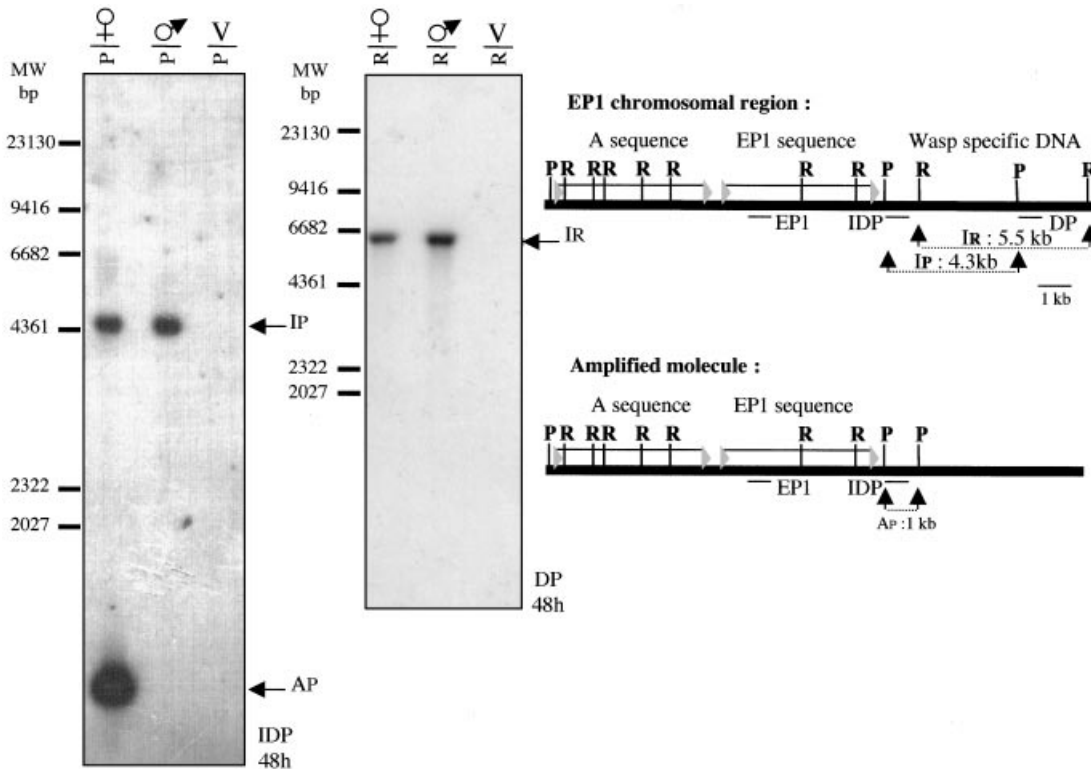 ♀ ♂ V
P P P
MW
bp
23130
9416
6682
4361
2322
2027
IP
AP
IDP
48h
♀ ♂ V
R R R
MW
bp
23130
9416
6682
4361
2322
2027
IR
DP
48h
EP1 chromosomal region :
A sequence EP1 sequence Wasp specific DNA
P R R R R R R R P R P R
EP1 IDP DP
IR : 5.5 kb
IP : 4.3kb
1 kb
Amplified molecule :
A sequence EP1 sequence
P R R R R R R R P P
EP1 IDP
AP :1 kb